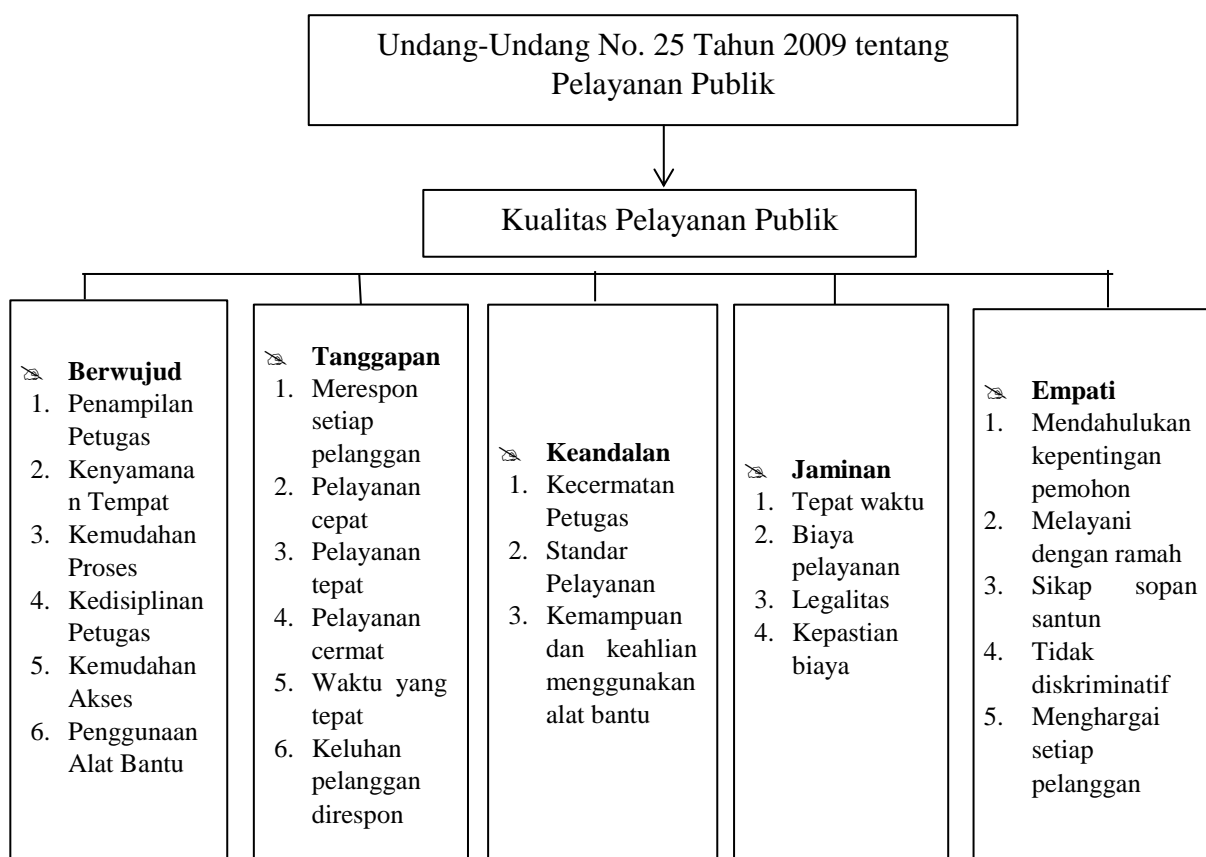 Undang-Undang No. 25 Tahun 2009 tentang
Pelayanan Publik
Kualitas Pelayanan Publik
Berwujud
1. Penampilan
Petugas
2. Kenyamana
n Tempat
3. Kemudahan
Proses
4. Kedisiplinan
Petugas
5. Kemudahan
Akses
6. Penggunaan
Alat Bantu
Tanggapan
1. Merespon
setiap
pelanggan
2. Pelayanan
cepat
3. Pelayanan
tepat
4. Pelayanan
cermat
5. Waktu yang
tepat
6. Keluhan
pelanggan
direspon
Keandalan
1. Kecermatan
Petugas
2. Standar
Pelayanan
3. Kemampuan
dan keahlian
menggunakan
alat bantu
Jaminan
1. Tepat waktu
2. Biaya
pelayanan
3. Legalitas
4. Kepastian
biaya
Empati
1. Mendahulukan
kepentingan
pemohon
2. Melayani
dengan ramah
3. Sikap sopan
santun
4. Tidak
diskriminatif
5. Menghargai
setiap
pelanggan